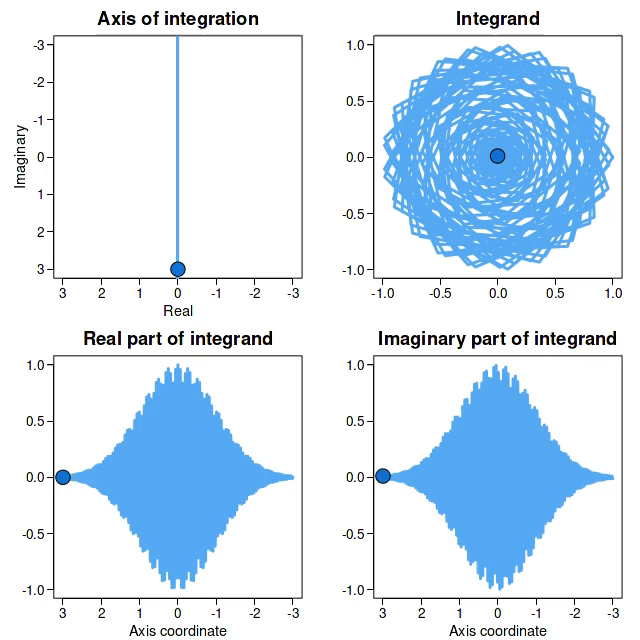 Axis of integration
-3
-2
-1
0
1
2
3
Imaginary
3 2 1 0 -1 -2 -3
Real
Integrand
1.0
0.5
0.0
-0.5
-1.0
-1.0 -0.5 0.0 0.5 1.0
Real part of integrand
1.0
0.5
0.0
-0.5
-1.0
3 2 1 0 -1 -2 -3
Axis coordinate
Imaginary part of integrand
1.0
0.5
0.0
-0.5
-1.0
3 2 1 0 -1 -2 -3
Axis coordinate